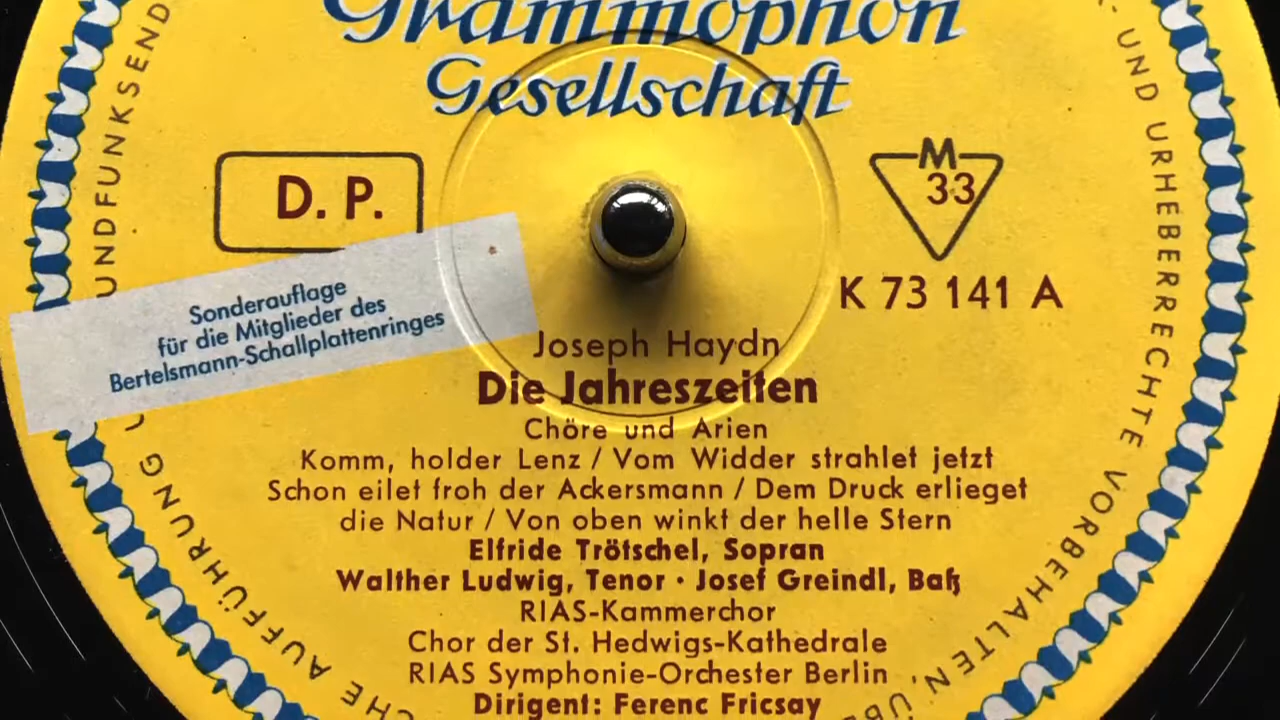 Grammophon
Gesellschaft
D. P.
M
33
K 73 141 A
Sonderauflage
für die Mitglieder des
Bertelsmann-Schallplattenringes
Joseph Haydn
Die Jahreszeiten
Chöre und Arien
Komm, holder Lenz / Vom Widder strahlet jetzt
Schon eilet froh der Ackersmann / Dem Druck erlieget
die Natur / Von oben winkt der helle Stern
Elfride Trötschel, Sopran
Walther Ludwig, Tenor • Josef Greindl, Baß
RIAS-Kammerchor
Chor der St. Hedwigs-Kathedrale
RIAS Symphonie-Orchester Berlin
Dirigent: Ferenc Fricsay
UND URHEBERRECHTE VORBEHALTEN,
AUFFÜHRUNG
UNDFUNKSEND